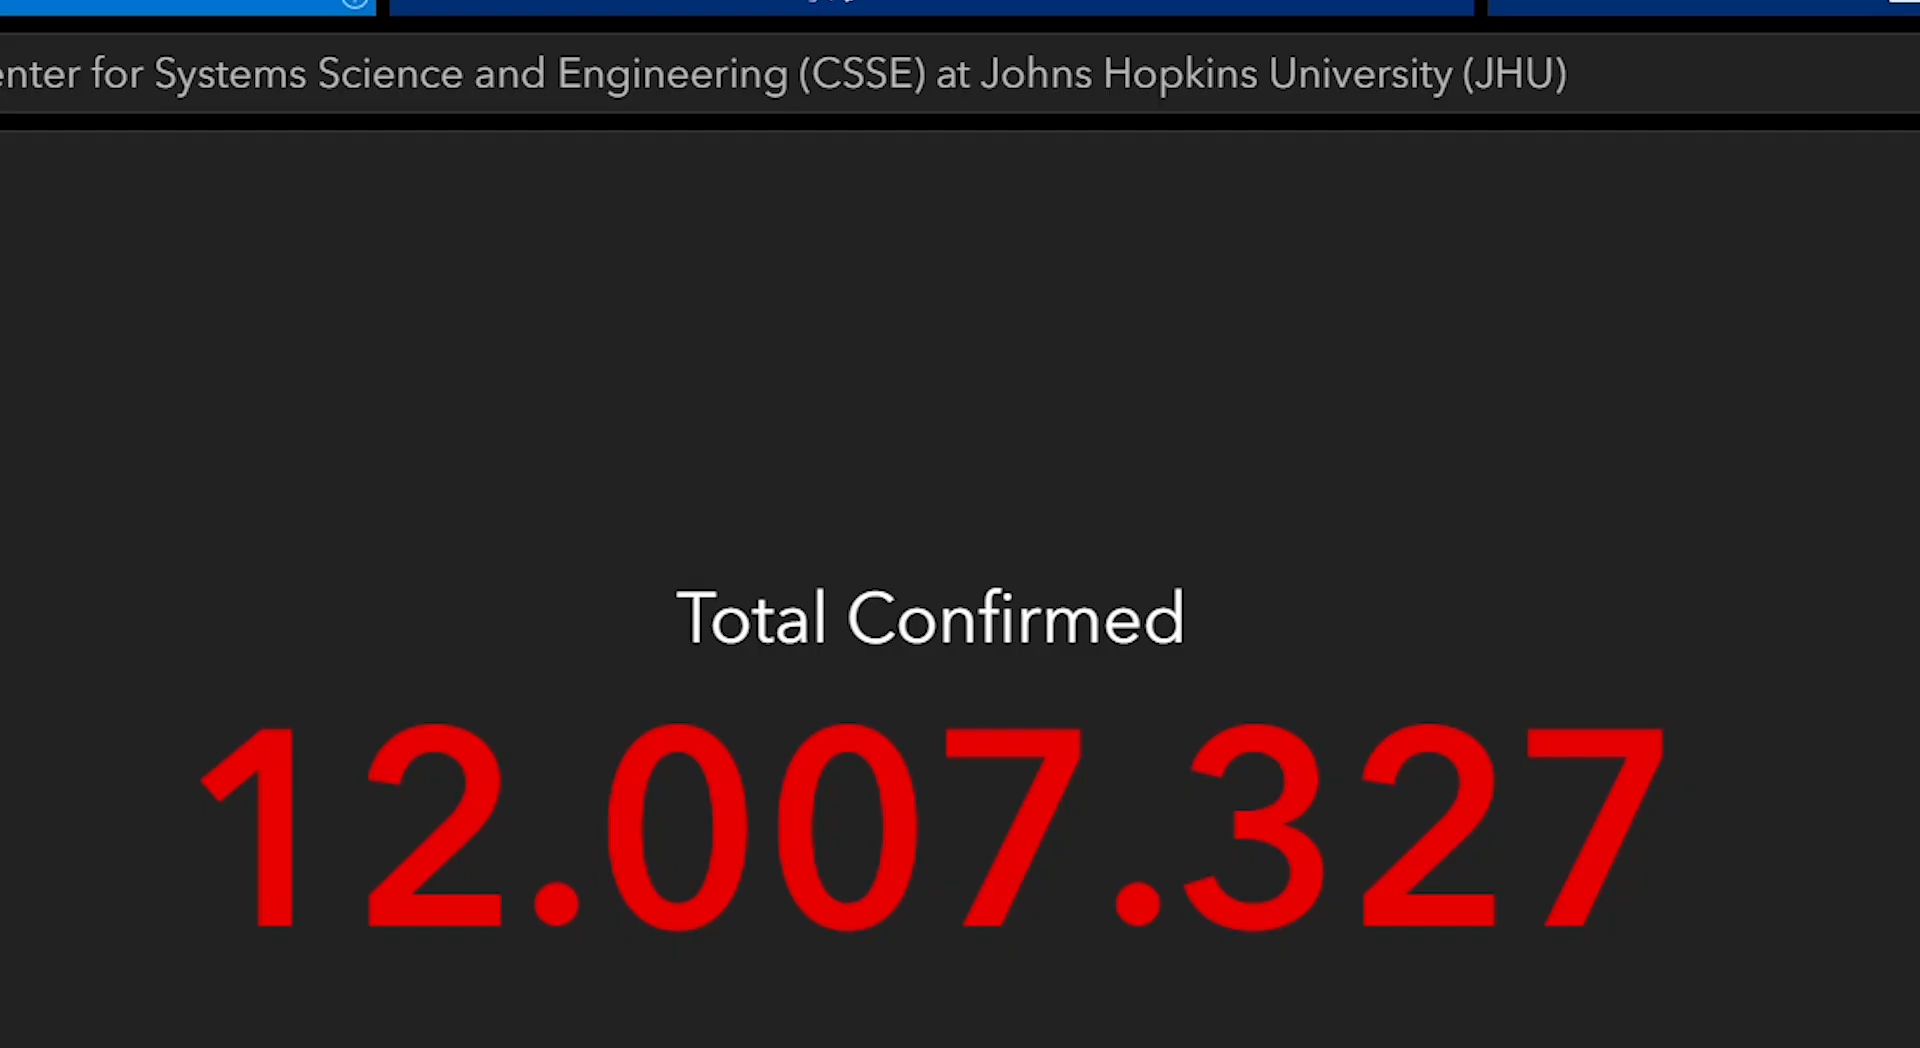 enter for Systems Science and Engineering (CSSE) at Johns Hopkins University (JHU)
Total Confirmed
12.007.327